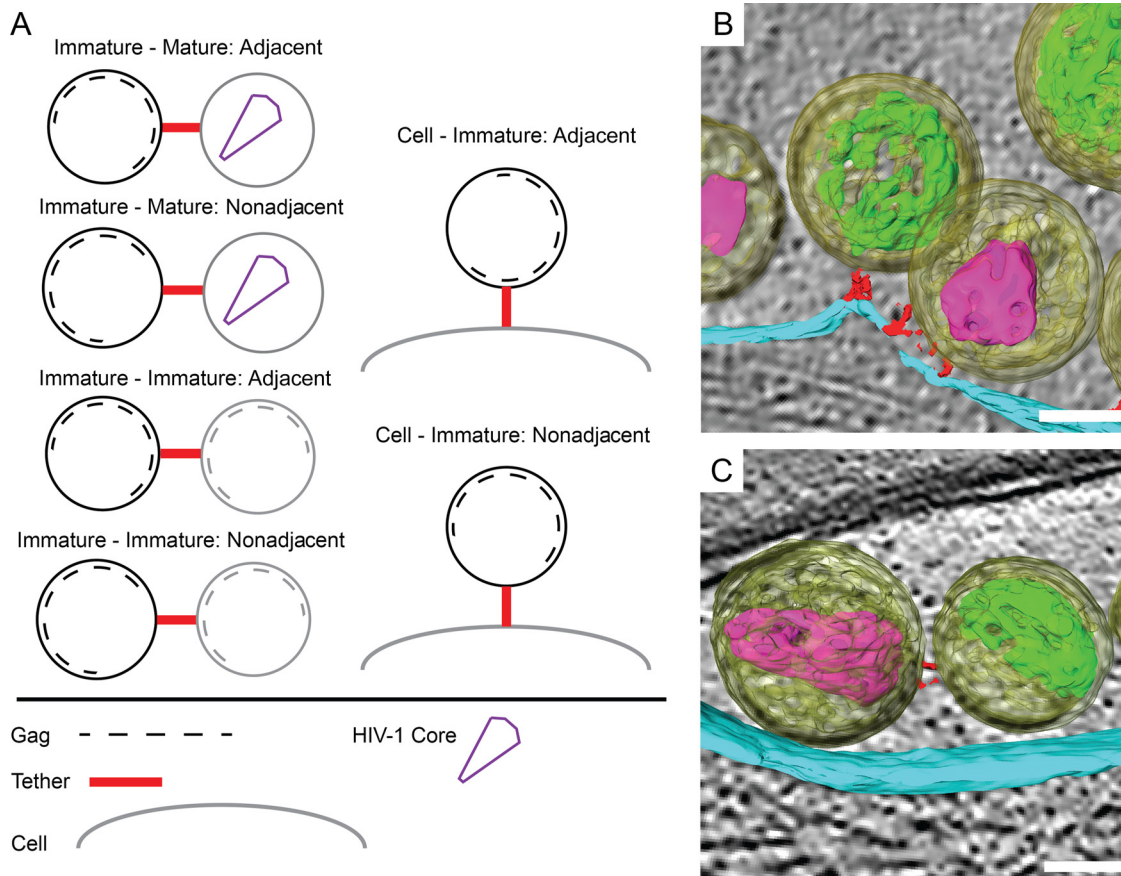 A
Immature - Mature: Adjacent
Immature - Mature: Nonadjacent
Immature - Immature: Adjacent
Immature - Immature: Nonadjacent
Cell - Immature: Adjacent
Cell - Immature: Nonadjacent
Gag
Tether
Cell
HIV-1 Core
B
C